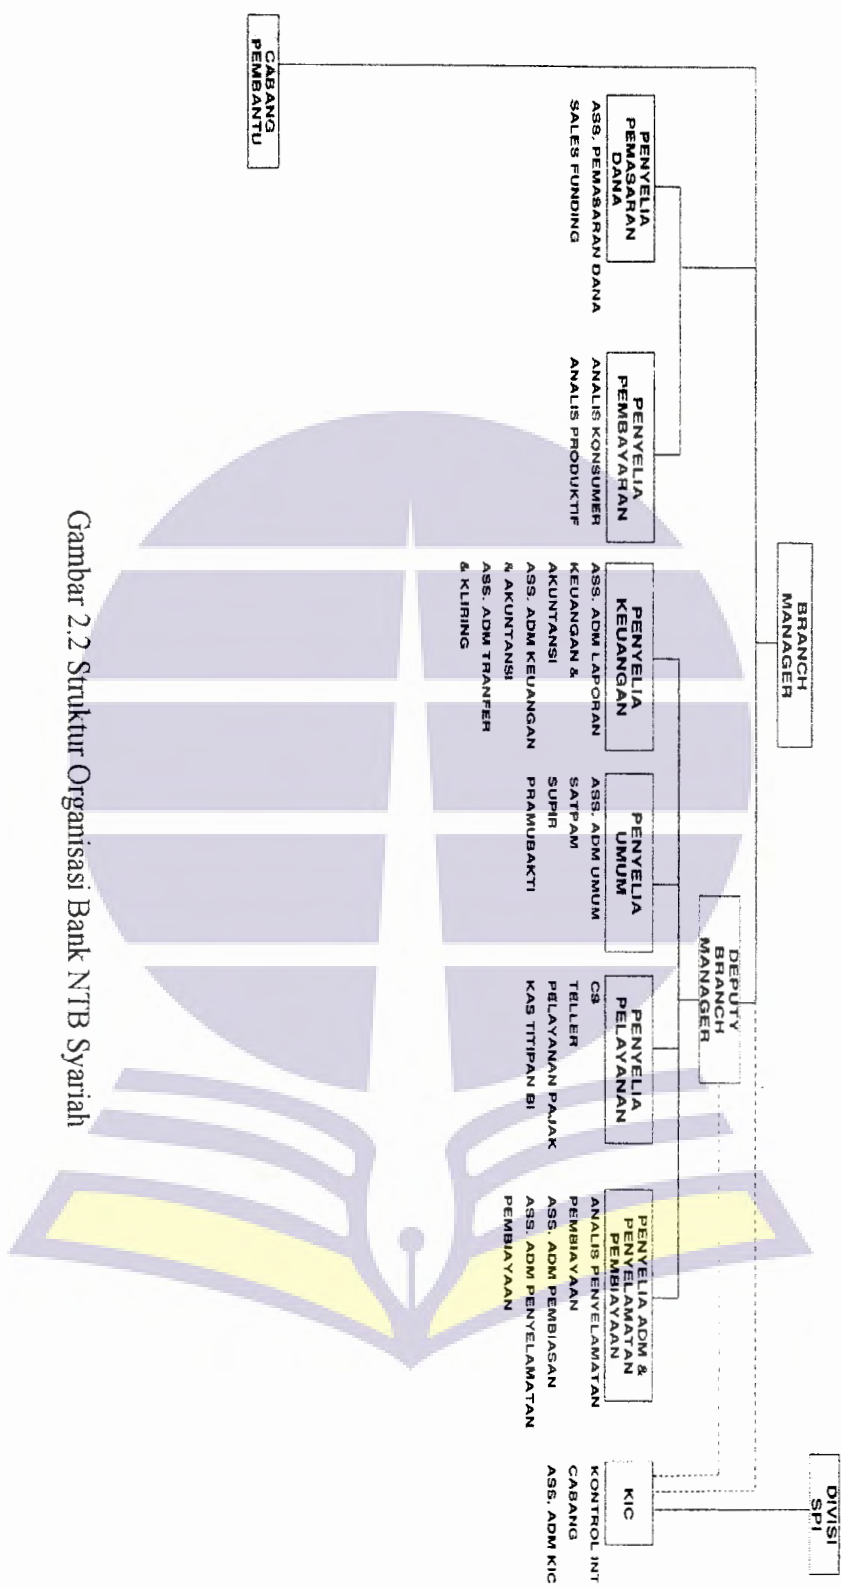 BRANCH
MANAGER
DIVISI
SPI
DEPUTY
BRANCH
MANAGER
PENYELIA
PEMASARAN
DANA
ASS. PEMASARAN DANA
SALES FUNDING
PENYELIA
PEMBAYARAN
ANALIS KONSUMER
ANALIS PRODUKTIF
PENYELIA
KEUANGAN
ASS. ADM LAPORAN
KEUANGAN &
AKUNTANSI
ASS. ADM KEUANGAN
& AKUNTANSI
ASS. ADM TRANFER
& KLIRING
PENYELIA
UMUM
ASS. ADM UMUM
SATPAM
SUPIR
PRAMUBAKTI
PENYELIA
PELAYANAN
CS
TELLER
PELAYANAN PAJAK
KAS TITIPAN BI
PENYELIA ADM &
PENYELAMATAN
PEMBIAYAAN
ANALIS PENYELAMATAN
PEMBIAYAAN
ASS. ADM PEMBIASAN
ASS. ADM PENYELAMATAN
PEMBIAYAAN
KIC
KONTROL INT
CABANG
ASS. ADM KIC
CABANG
PEMBANTU
Gambar 2.2 Struktur Organisasi Bank NTB Syariah